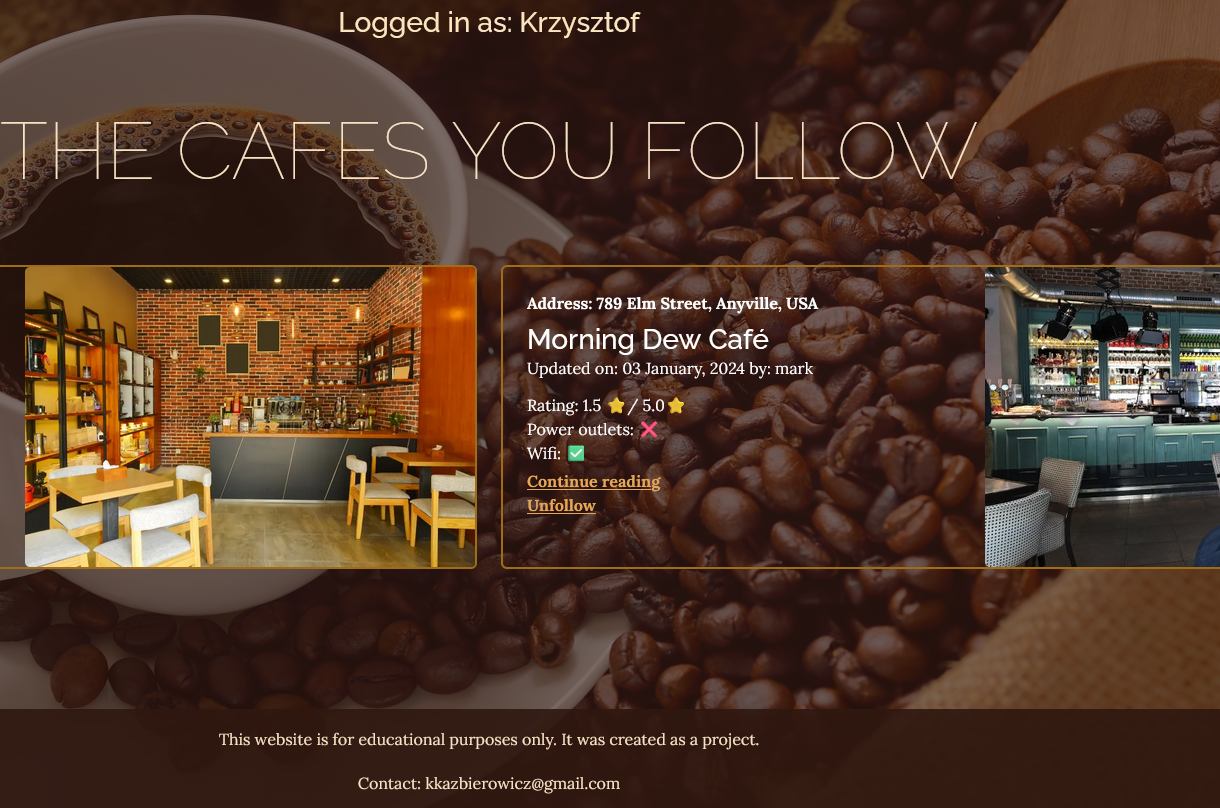 Logged in as: Krzysztof
THE CAFES YOU FOLLOW
Address: 789 Elm Street, Anyville, USA
Morning Dew Café
Updated on: 03 January, 2024 by: mark
Rating: 1.5 ⭐ / 5.0⭐
Power outlets: ❌
Wifi: ✅
Continue reading
Unfollow
This website is for educational purposes only. It was created as a project.
Contact: kkazbierowicz@gmail.com